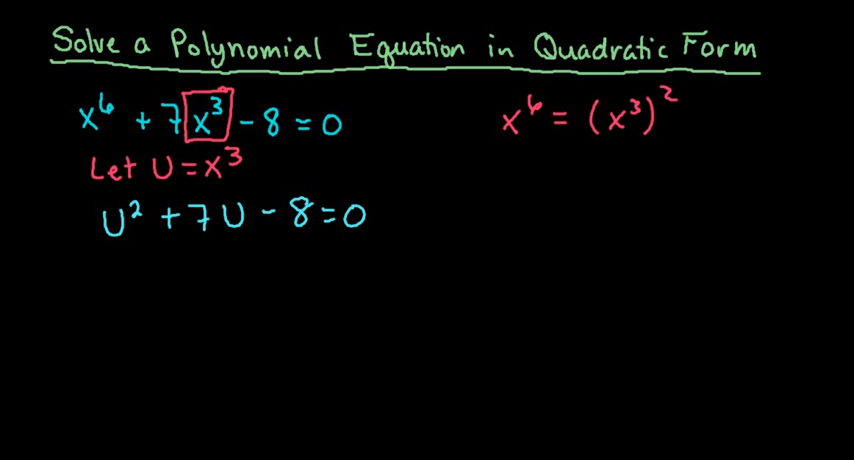 Solve a Polynomial Equation in Quadratic Form
x⁶ + 7x³ - 8 = 0
x⁶ = (x³)²
Let U = x³
U² + 7U - 8 = 0